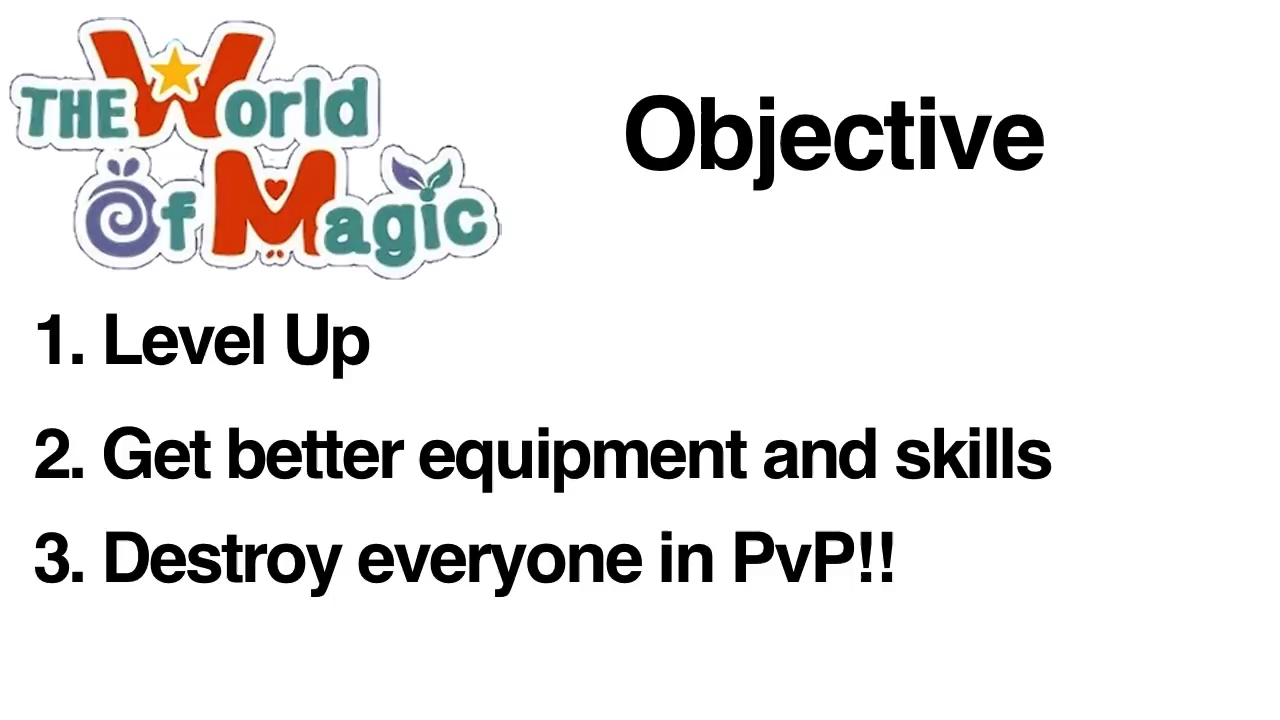 THE World
Of Magic
Objective
1. Level Up
2. Get better equipment and skills
3. Destroy everyone in PvP!!